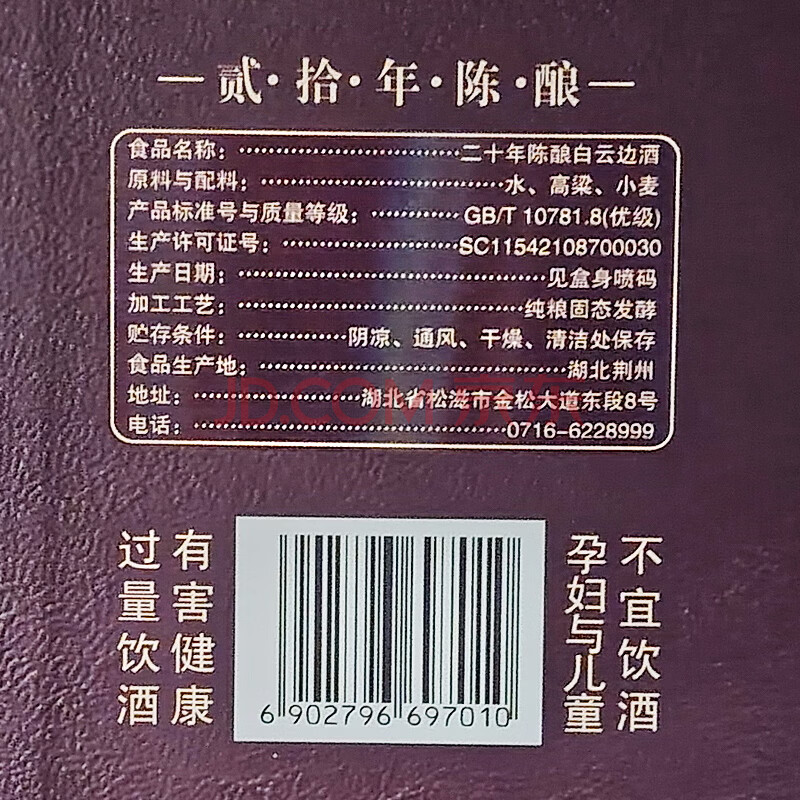 贰·拾·年·陈·酿
食品名称：二十年陈酿白云边酒
原料与配料：水、高粱、小麦
产品标准号与质量等级：GB/T 10781.8(优级)
生产许可证号：SC11542108700030
生产日期：见盒身喷码
加工工艺：纯粮固态发酵
贮存条件：阴凉、通风、干燥、清洁处保存
食品生产地：湖北荆州
地址：湖北省松滋市金松大道东段8号
电话：0716-6228999
JD.COM 京东
过量饮酒
有害健康
孕妇与儿童
不宜饮酒
6 902796 697010